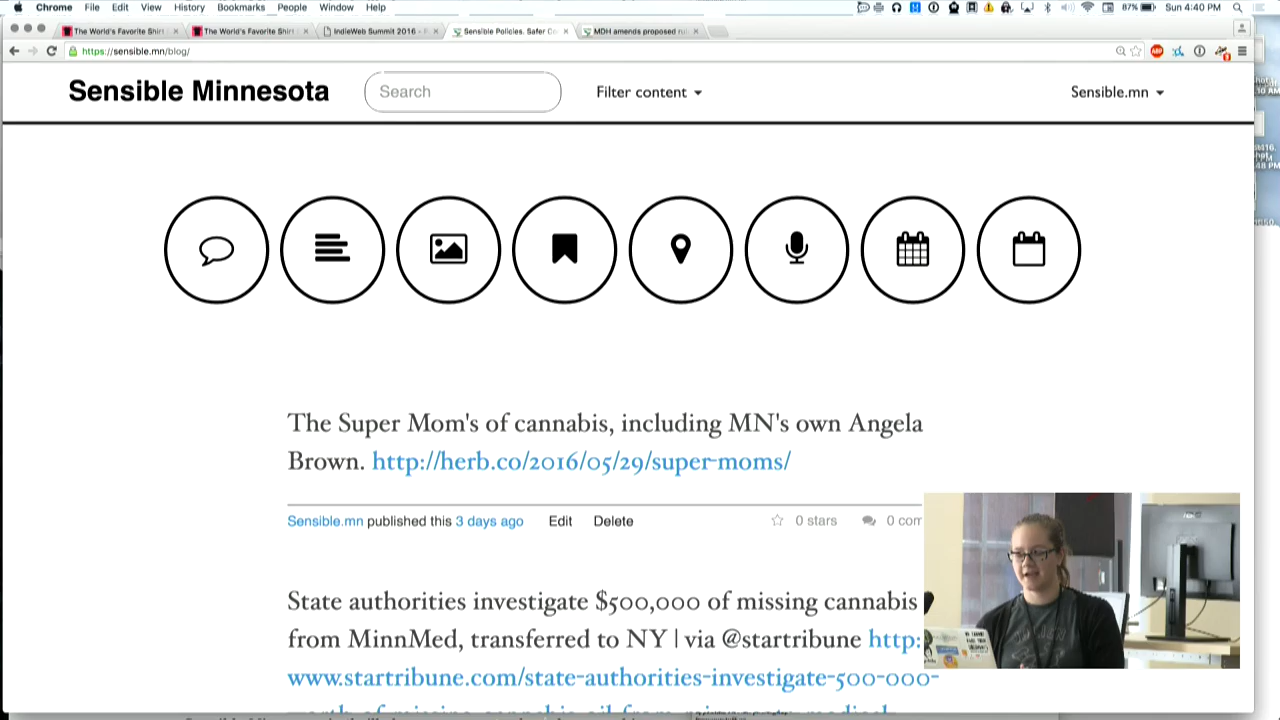 Chrome File Edit View History Bookmarks People Window Help
87% Sun 4:40 PM
The World's Favorite Shirt
The World's Favorite Shirt
IndieWeb Summit 2016 -
Sensible Policies. Safer
MDH amends proposed
https://sensible.mn/blog/
ABP
Sensible Minnesota
Search
Filter content
Sensible.mn
The Super Mom's of cannabis, including MN's own Angela
Brown. http://herb.co/2016/05/29/super-moms/
Sensible.mn published this 3 days ago Edit Delete
0 stars
0 com
State authorities investigate $500,000 of missing cannabis
from MinnMed, transferred to NY | via @startribune http:
www.startribune.com/state-authorities-investigate-500-000-